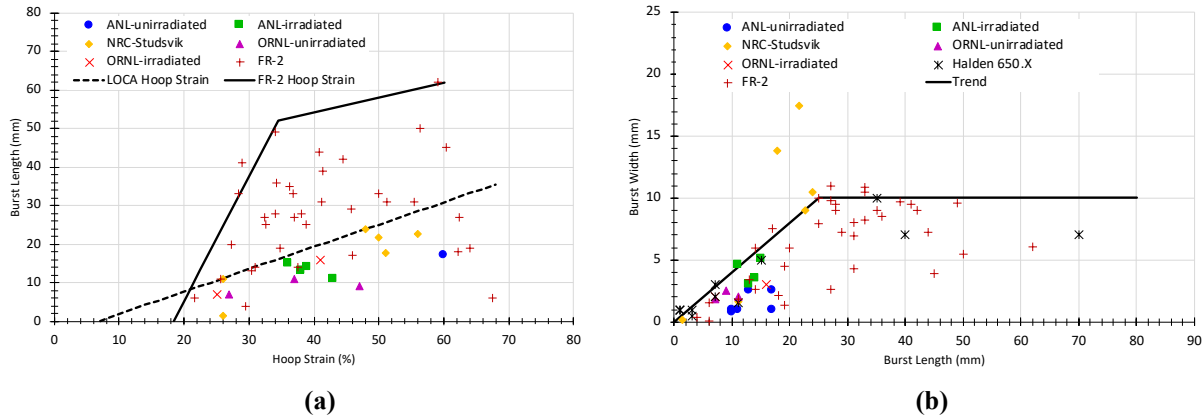 ANL-unirradiated ANL-irradiated
NRC-Studsvik ORNL-unirradiated
ORNL-irradiated FR-2
LOCA Hoop Strain FR-2 Hoop Strain
80
70
60
50
40
30
20
10
0
Burst Length (mm)
0 10 20 30 40 50 60 70 80
Hoop Strain (%)
(a)
ANL-unirradiated ANL-irradiated
NRC-Studsvik ORNL-unirradiated
ORNL-irradiated Halden 650.X
FR-2 Trend
25
20
15
10
5
0
Burst Width (mm)
0 10 20 30 40 50 60 70 80 90
Burst Length (mm)
(b)